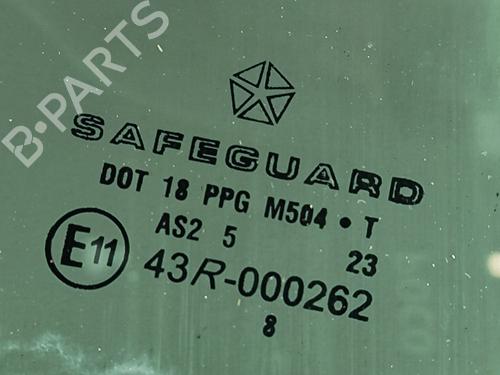 B·PARTS
SAFEGUARD
DOT 18 PPG M504 • T
AS2 5 23
E11 43R-000262
8